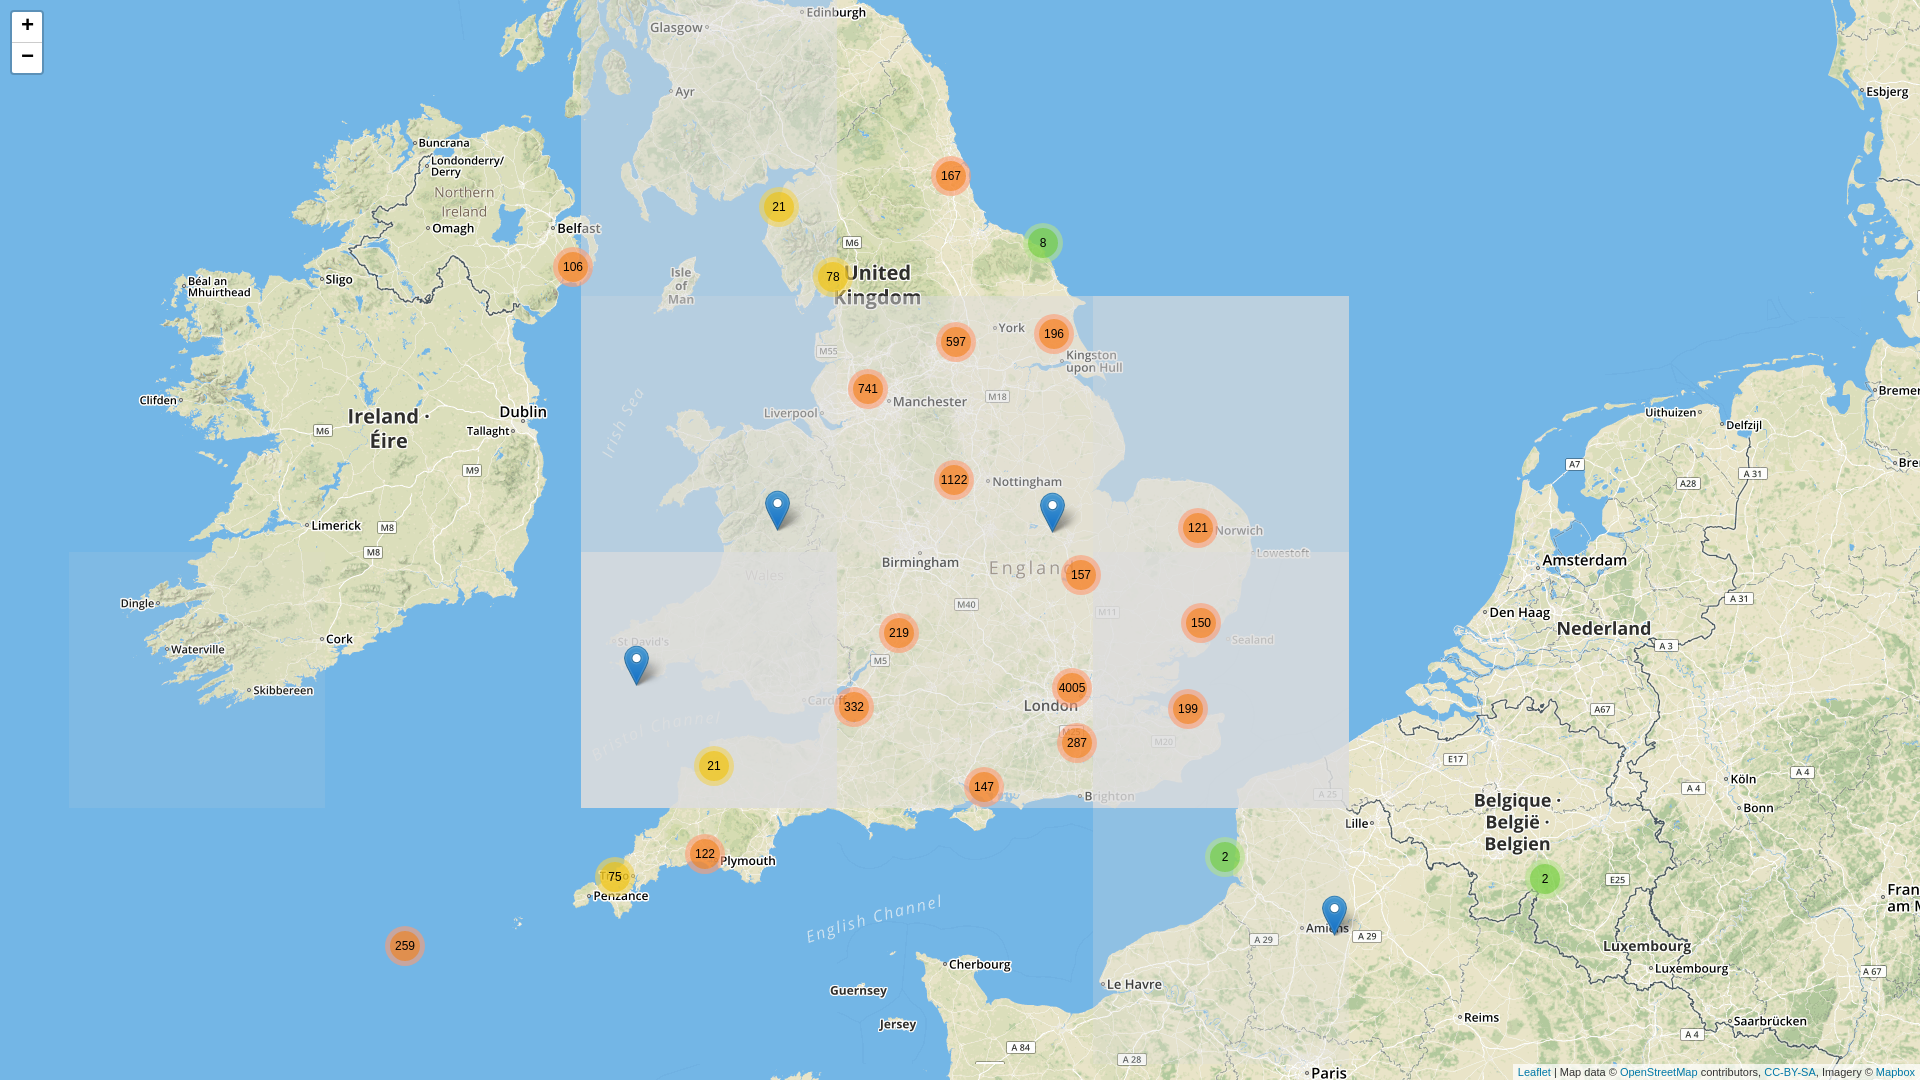 +
−
Glasgow
Edinburgh
Ayr
Esbjerg
Buncrana
Londonderry/
Derry
Northern
Ireland
Omagh
Belfast
106
21
167
8
M6
78
United
Kingdom
Isle
of
Man
Sligo
Béal an
Mhuirthead
York
196
597
Kingston
upon Hull
M55
741
Manchester
M18
Liverpool
Irish Sea
Clifden
Ireland ·
Éire
M6
Dublin
Tallaght
M9
Uithuizen
Delfzijl
Bremer
A7
A 31
A28
Bre
1122
Nottingham
Limerick
M8
M8
121
Norwich
Lowestoft
Birmingham
England
157
Wales
Amsterdam
M40
M11
A 31
Dingle
Den Haag
Nederland
Cork
219
150
Sealand
St David's
A 3
Waterville
M5
Skibbereen
4005
London
Cardiff
332
199
A67
Bristol Channel
287
M20
E17
21
A 4
Köln
147
A 4
Brighton
A 25
Bonn
Belgique ·
België ·
Belgien
Lille
122
Plymouth
2
75
Penzance
2
E25
Fran
am M
English Channel
259
Amiens
A 29
A 29
Luxembourg
Luxembourg
Cherbourg
A 67
Le Havre
Guernsey
Jersey
Reims
Saarbrücken
A 84
A 28
A 4
Paris
Leaflet | Map data © OpenStreetMap contributors, CC-BY-SA, Imagery © Mapbox